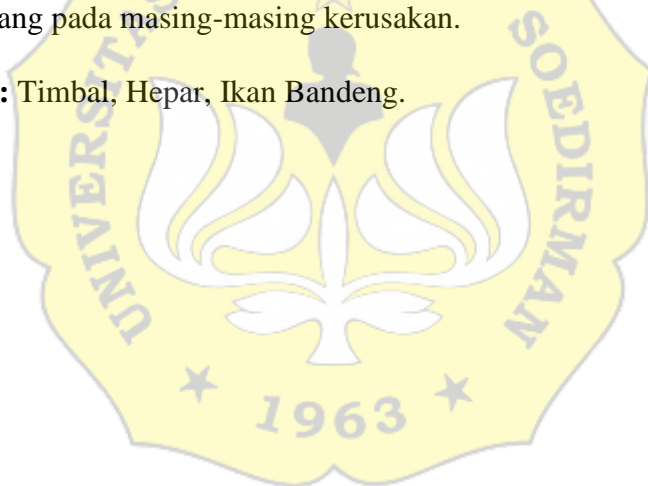 ang pada masing-masing kerusakan.
: Timbal, Hepar, Ikan Bandeng.
UNIVERSITAS
SOEDIRMAN
1963